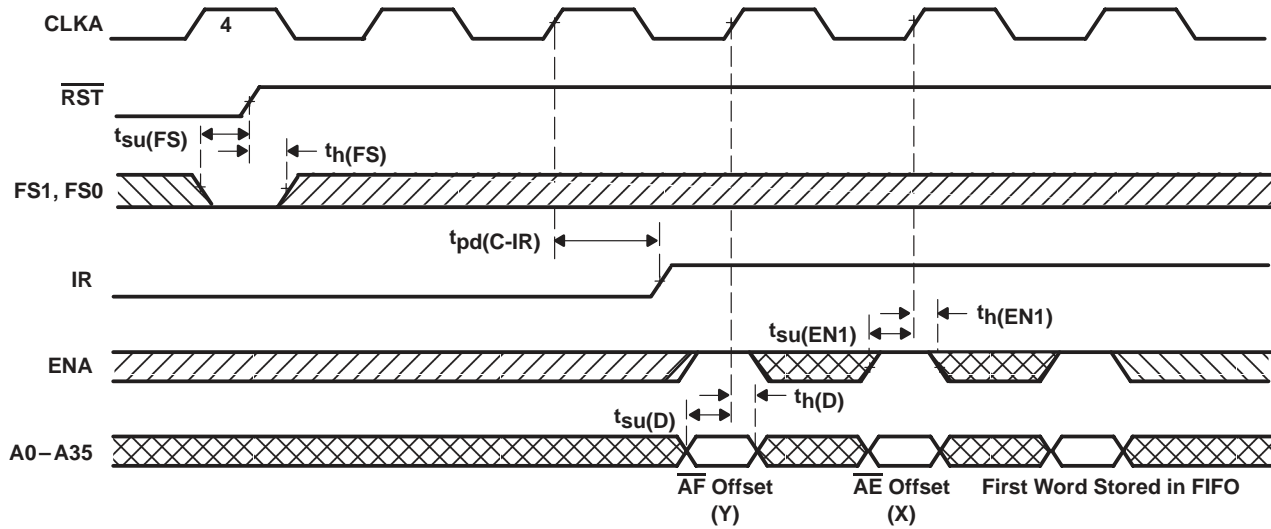 CLKA
4
RST
tsu(FS)
th(FS)
FS1, FS0
tpd(C-IR)
IR
tsu(EN1)
th(EN1)
ENA
tsu(D)
th(D)
A0–A35
AF Offset
(Y)
AE Offset
(X)
First Word Stored in FIFO